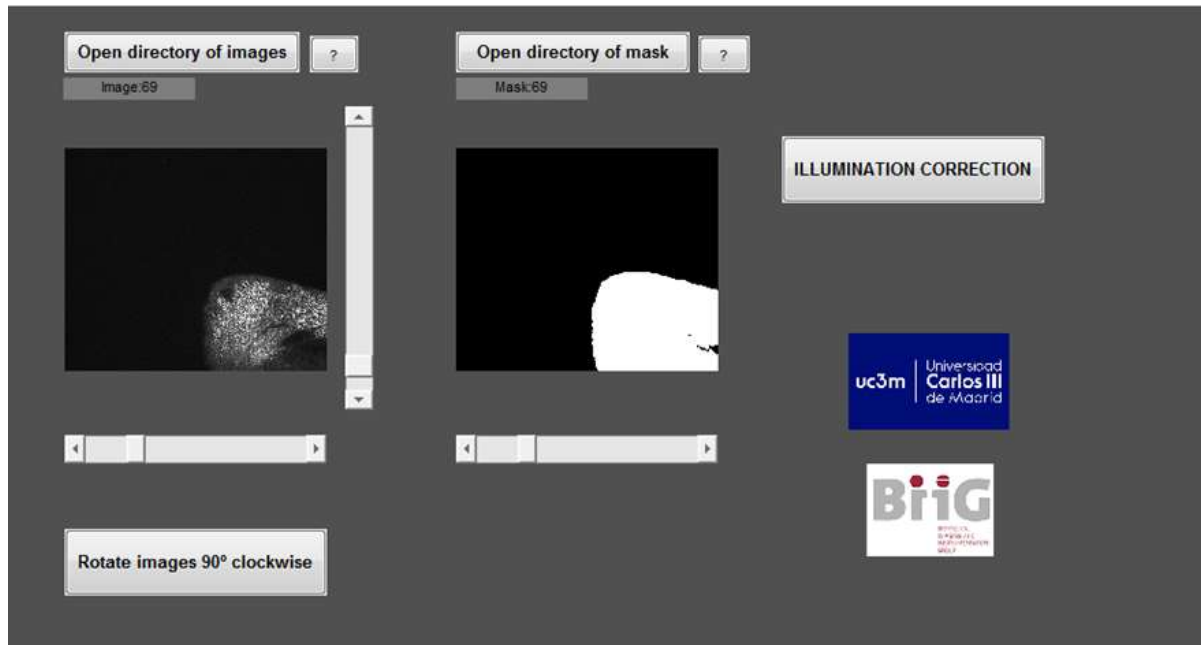 Open directory of images
?
Open directory of mask
?
Image:69
Mask:69
ILLUMINATION CORRECTION
uc3m
Universidad
Carlos III
de Madrid
BiiG
Rotate images 90º clockwise